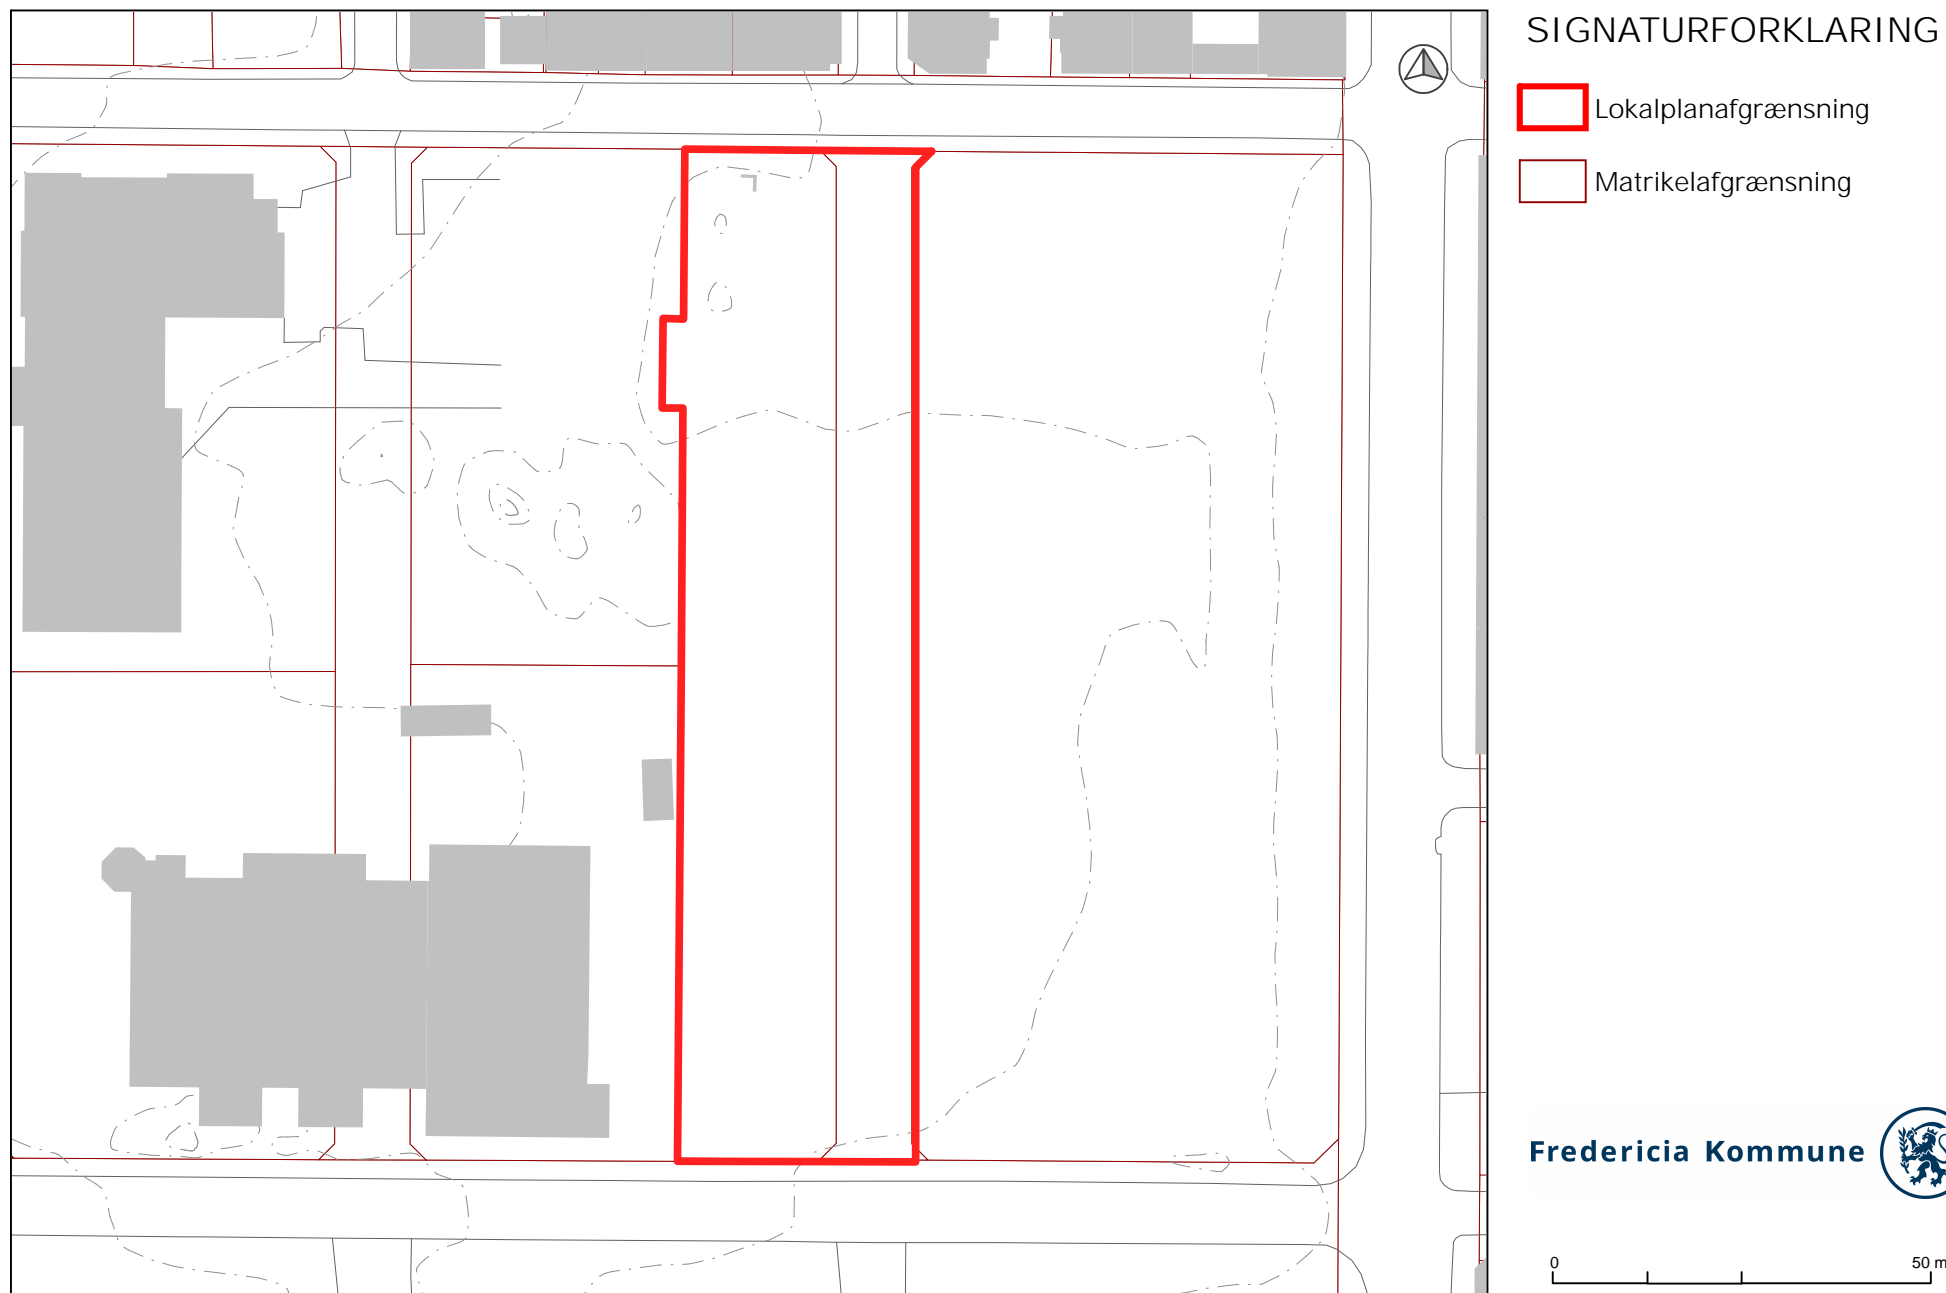 SIGNATURFORKLARING
Lokalplanafgrænsning
Matrikelafgrænsning
Fredericia Kommune
0 50 m